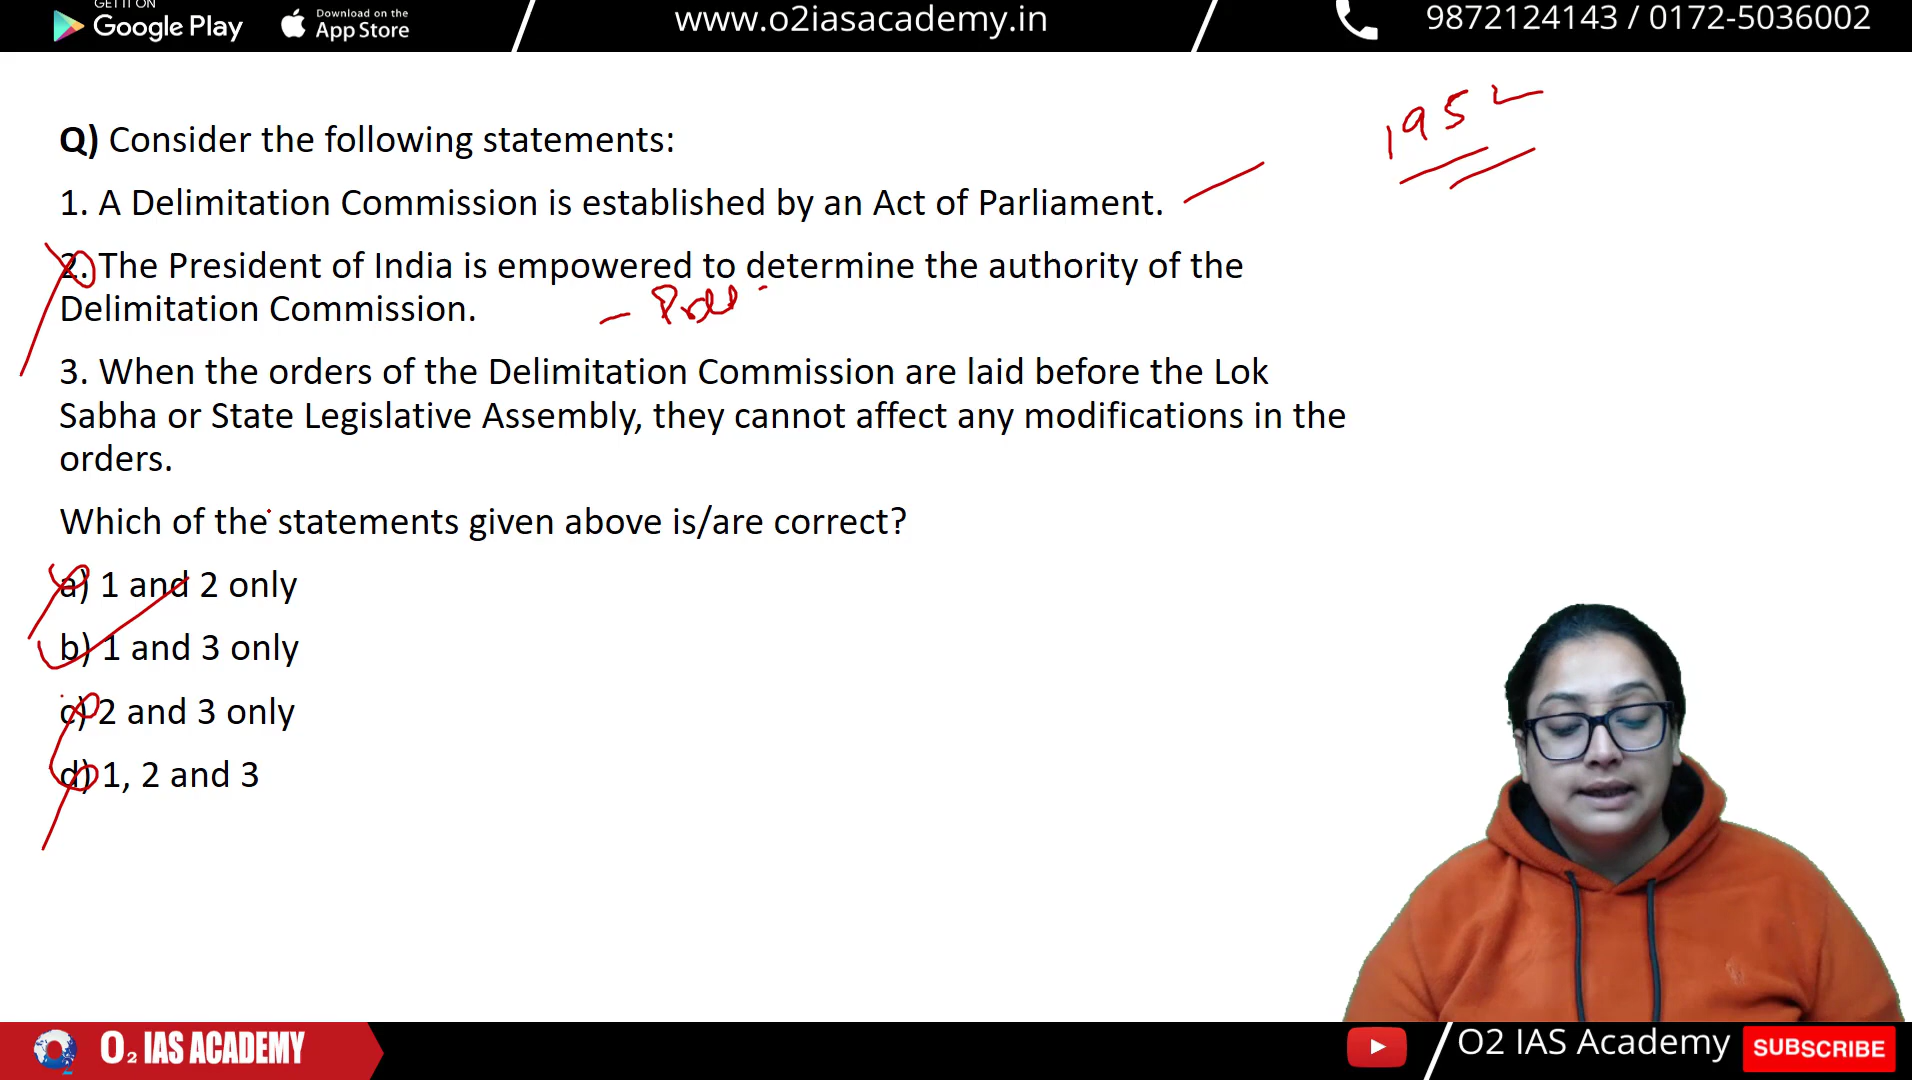 GET IT ON
Google Play
Download on the
App Store
www.o2iasacademy.in
9872124143 / 0172-5036002
1952
Q) Consider the following statements:
1. A Delimitation Commission is established by an Act of Parliament.
2. The President of India is empowered to determine the authority of the
Delimitation Commission.
3. When the orders of the Delimitation Commission are laid before the Lok
Sabha or State Legislative Assembly, they cannot affect any modifications in the
orders.
Which of the statements given above is/are correct?
a) 1 and 2 only
b) 1 and 3 only
c) 2 and 3 only
d) 1, 2 and 3
O2 IAS ACADEMY
O2 IAS Academy
SUBSCRIBE